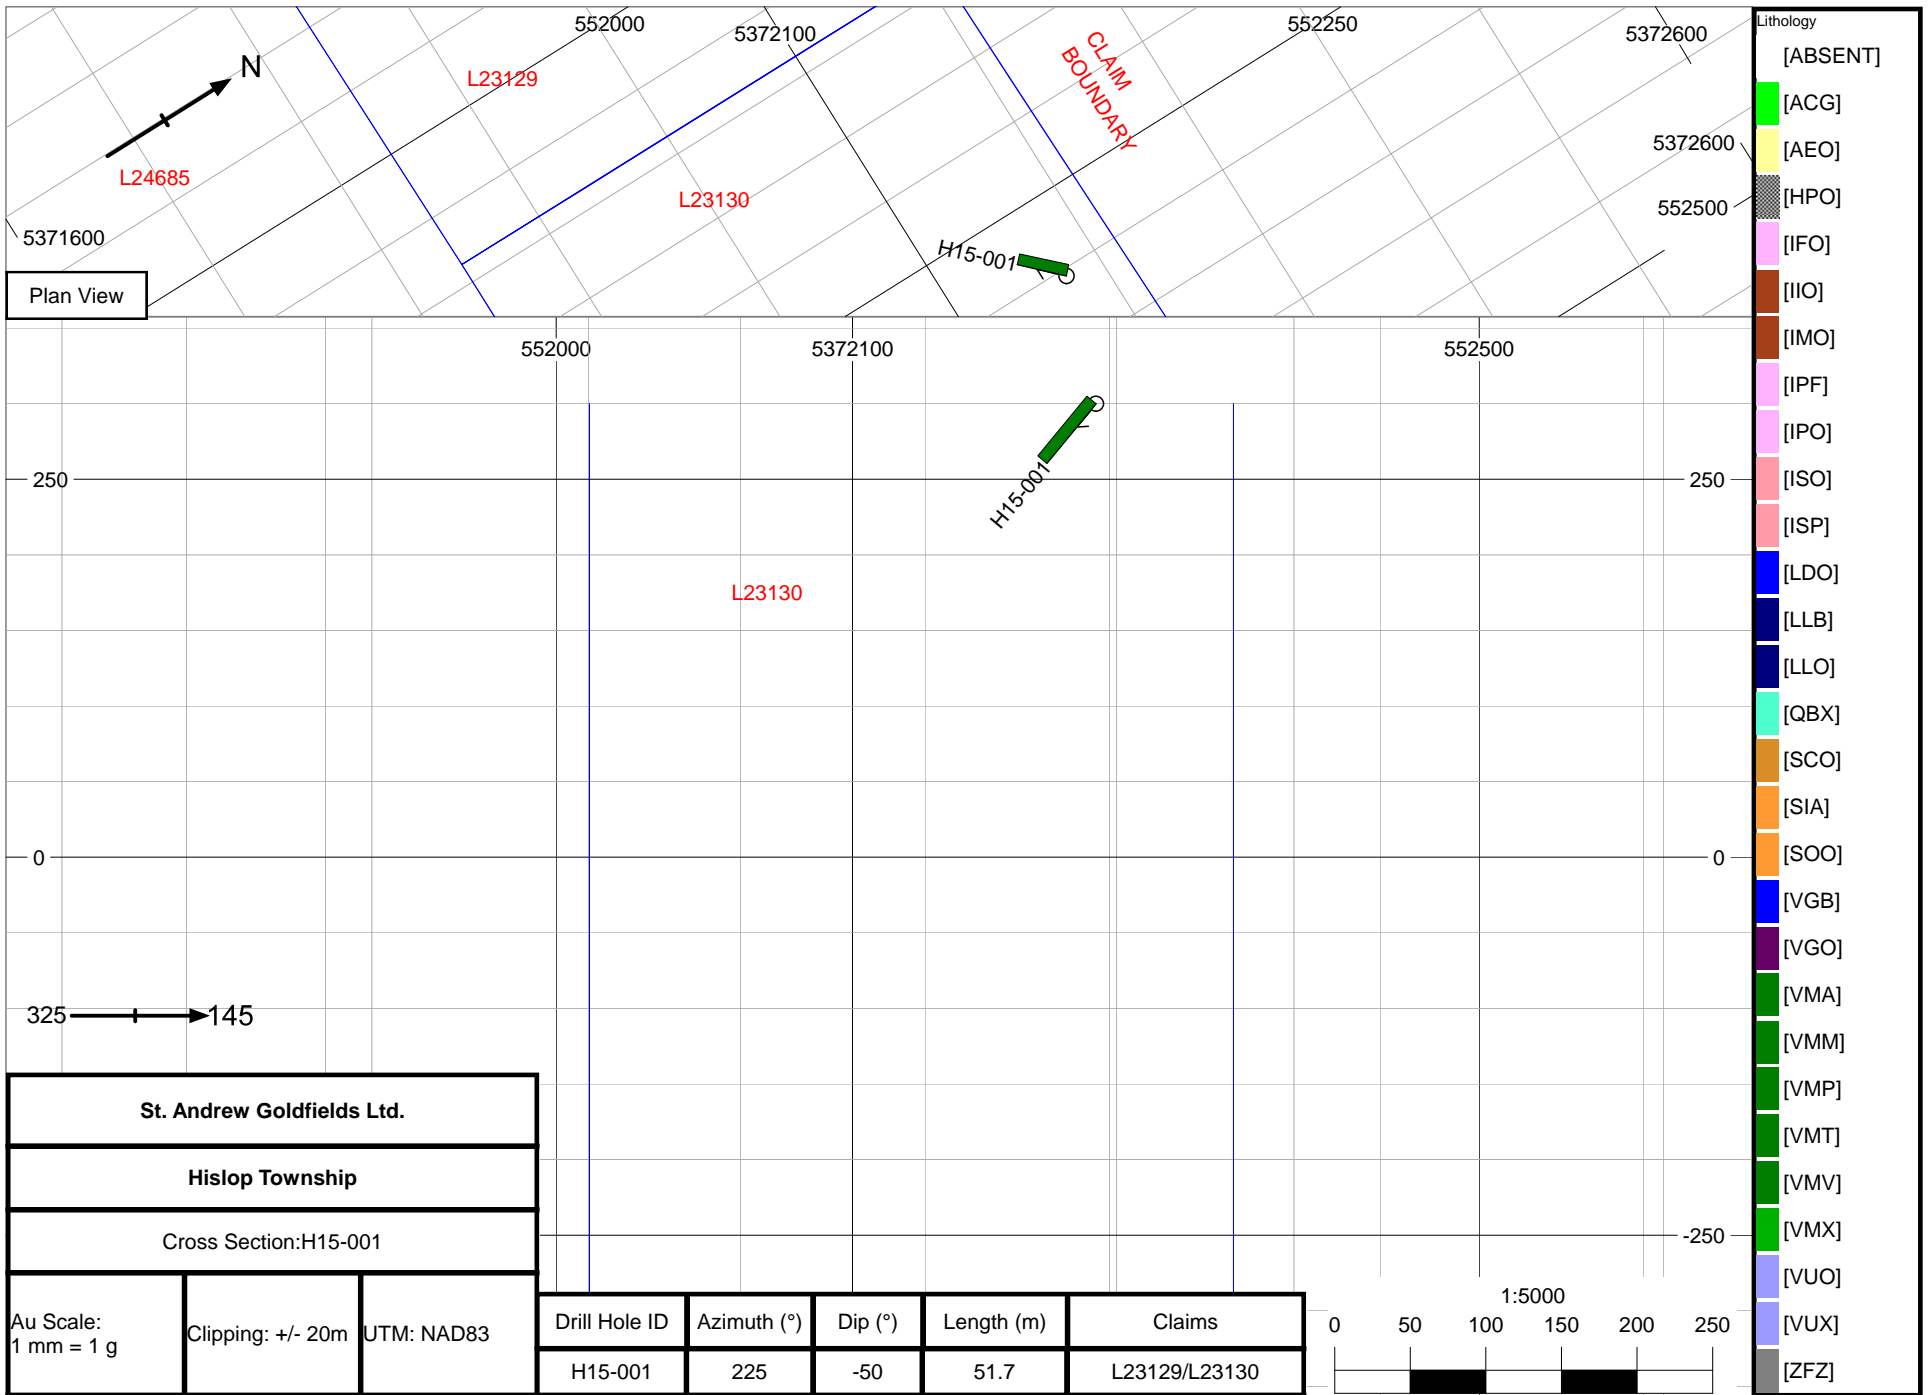 552000
5372100
552250
5372600
CLAIM
BOUNDARY
N
L23129
L24685
L23130
5372600
552500
5371600
H15-001
Plan View
552000
5372100
552500
250
250
H15-001
L23130
0
0
325
145
-250
St. Andrew Goldfields Ltd.
Hislop Township
Cross Section:H15-001
Au Scale:
1 mm = 1 g
Clipping: +/- 20m
UTM: NAD83
Drill Hole ID
Azimuth (°)
Dip (°)
Length (m)
Claims
H15-001
225
-50
51.7
L23129/L23130
1:5000
0 50 100 150 200 250
Lithology
[ABSENT]
[ACG]
[AEO]
[HPO]
[IFO]
[IIO]
[IMO]
[IPF]
[IPO]
[ISO]
[ISP]
[LDO]
[LLB]
[LLO]
[QBX]
[SCO]
[SIA]
[SOO]
[VGB]
[VGO]
[VMA]
[VMM]
[VMP]
[VMT]
[VMV]
[VMX]
[VUO]
[VUX]
[ZFZ]